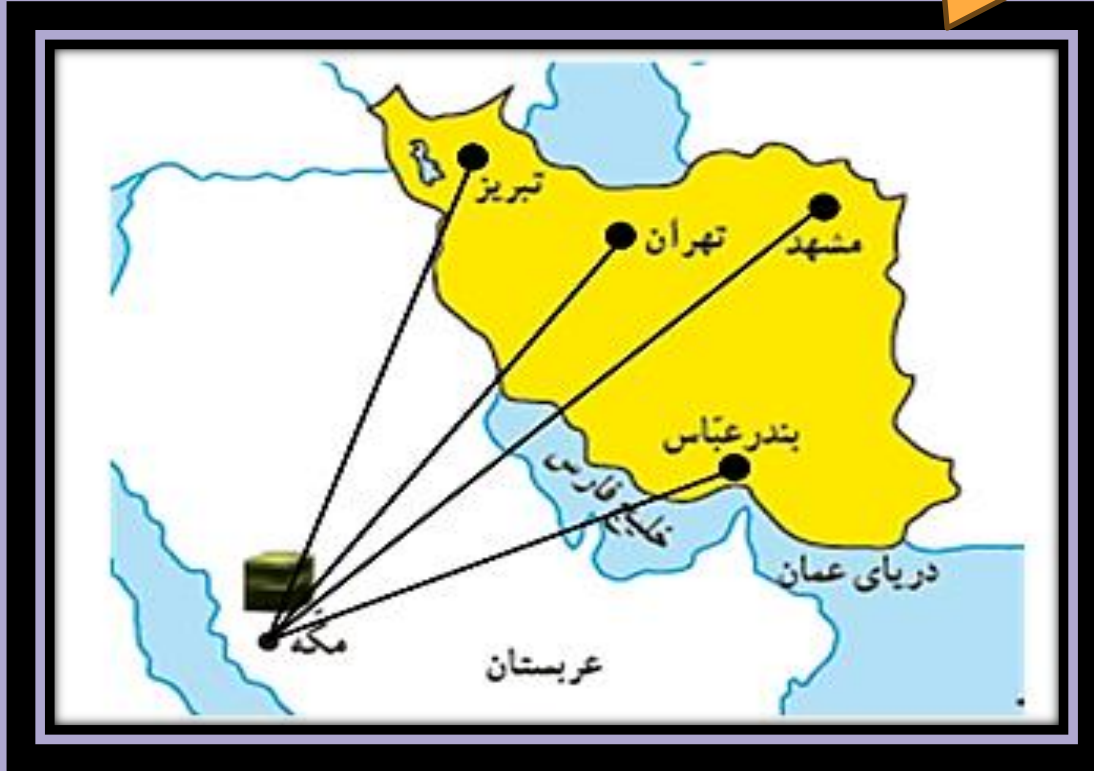 تبریز
تهران
مشهد
بندرعبّاس
خلیج فارس
دریای عمان
مکّه
عربستان